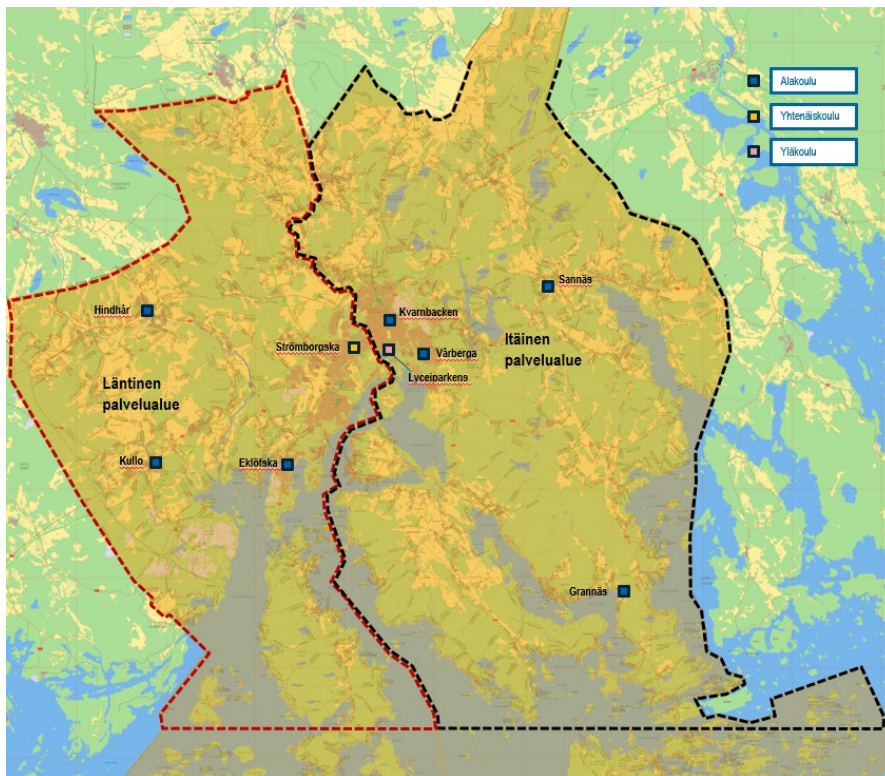 Alakoulu
Yhtenäiskoulu
Yläkoulu
Sannäs
Hindhår
Kvarnbacken
Strömborgska
Vårberga
Itäinen
palvelualue
Lyceiparkens
Läntinen
palvelualue
Kullo
Eklöfska
Grannäs